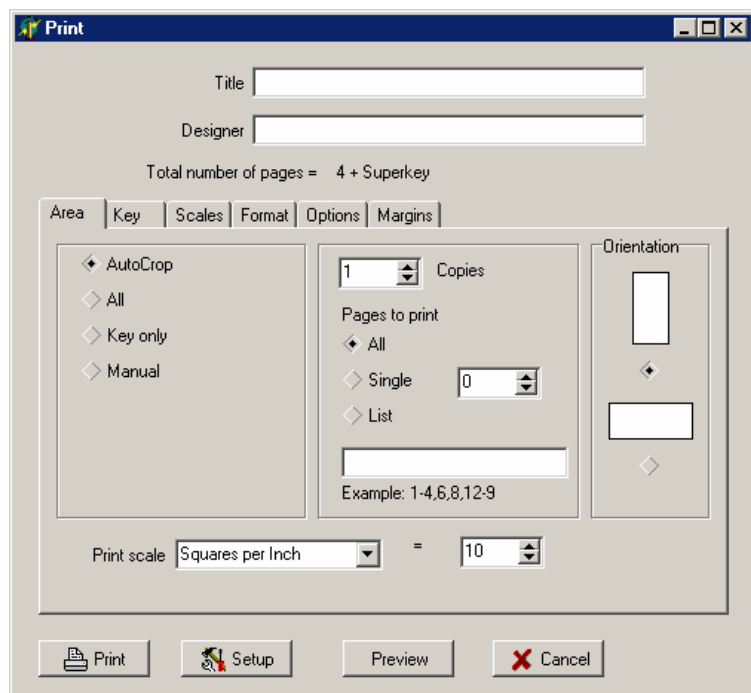 Print
Title
Designer
Total number of pages = 4 + Superkey
Area Key Scales Format Options Margins
AutoCrop
All
Key only
Manual
1 Copies
Pages to print
All
Single 0
List
Example: 1-4,6,8,12-9
Orientation
Print scale Squares per Inch = 10
Print Setup Preview Cancel